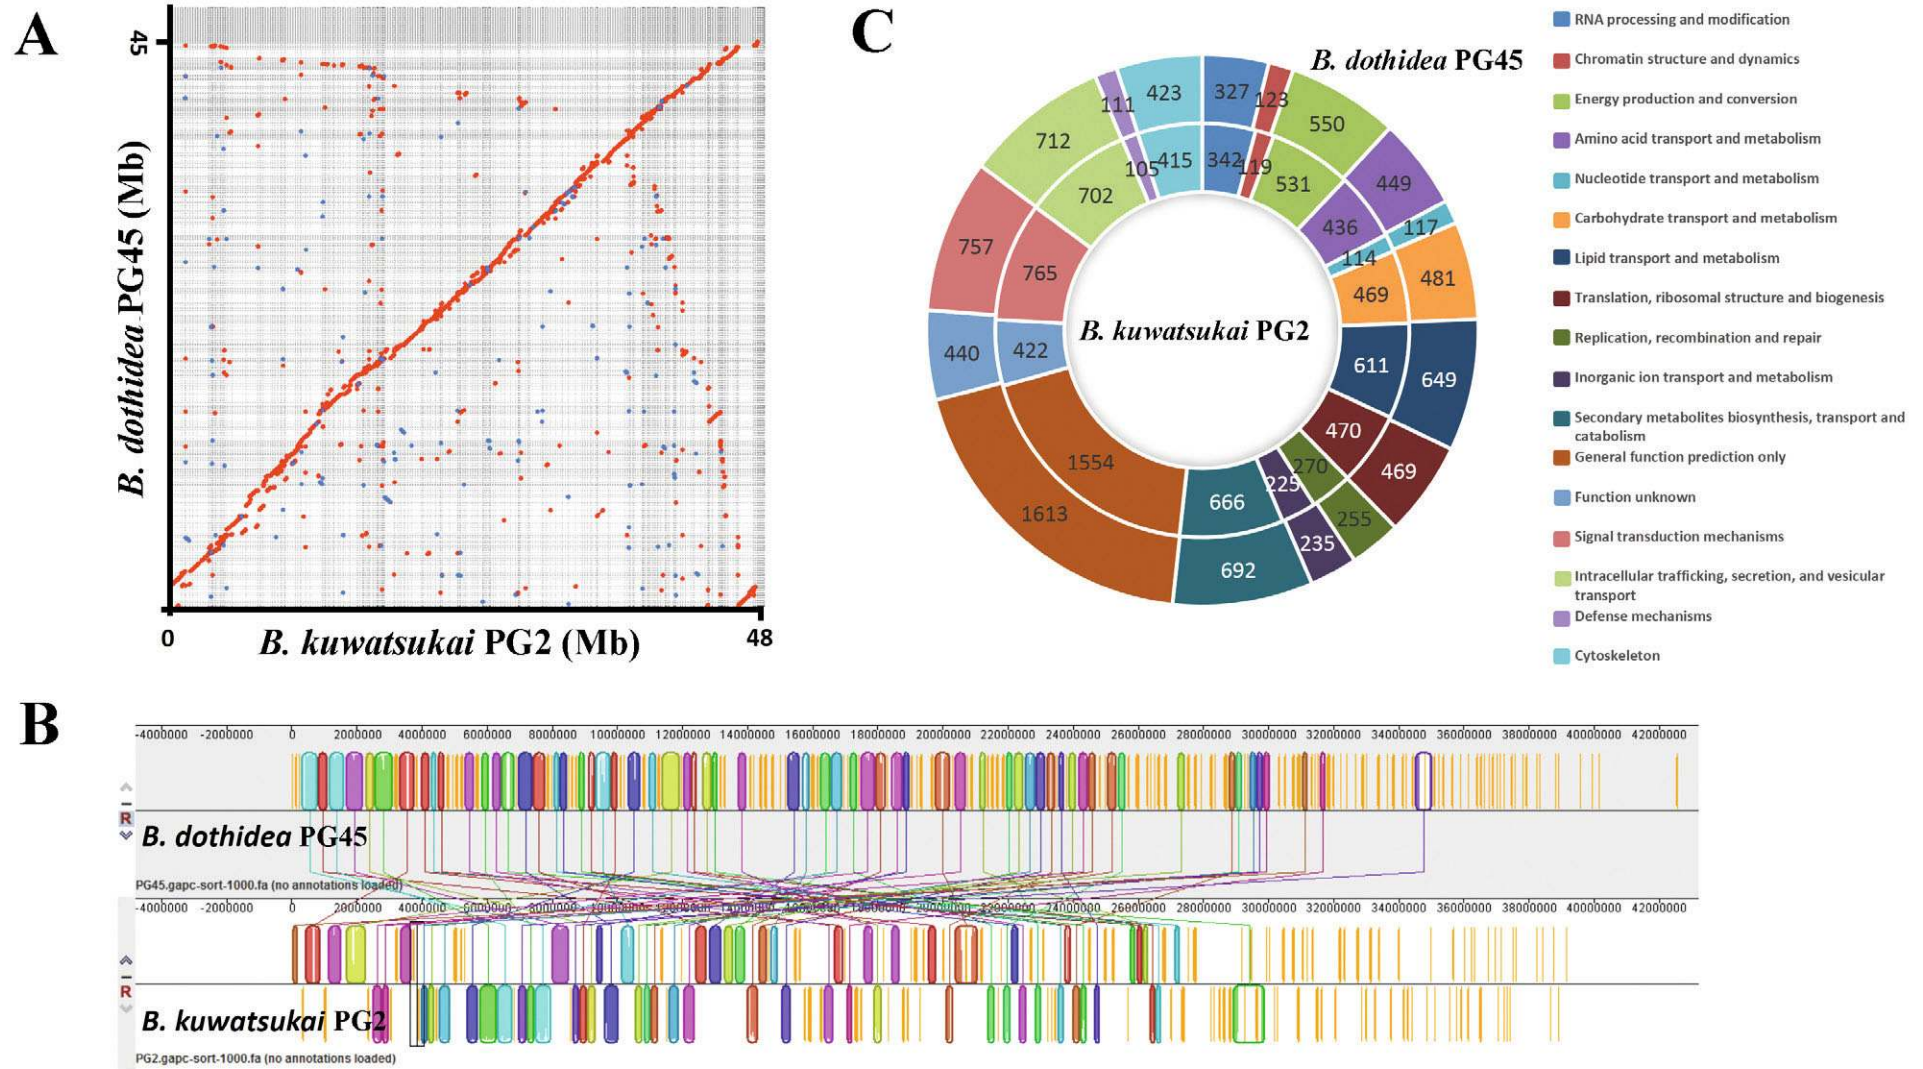 A
45
B. dothidea PG45 (Mb)
0
48
B. kuwatsukai PG2 (Mb)
C
B. dothidea PG45
327
123
550
449
117
481
649
469
255
235
692
1613
440
757
712
111
423
342
119
531
436
114
469
611
470
270
225
666
1554
422
765
702
105
415
B. kuwatsukai PG2
RNA processing and modification
Chromatin structure and dynamics
Energy production and conversion
Amino acid transport and metabolism
Nucleotide transport and metabolism
Carbohydrate transport and metabolism
Lipid transport and metabolism
Translation, ribosomal structure and biogenesis
Replication, recombination and repair
Inorganic ion transport and metabolism
Secondary metabolites biosynthesis, transport and
catabolism
General function prediction only
Function unknown
Signal transduction mechanisms
Intracellular trafficking, secretion, and vesicular
transport
Defense mechanisms
Cytoskeleton
B
-4000000 -2000000 0 2000000 4000000 6000000 8000000 10000000 12000000 14000000 16000000 18000000 20000000 22000000 24000000 26000000 28000000 30000000 32000000 34000000 36000000 38000000 40000000 42000000
R
B. dothidea PG45
PG45.gapc-sort-1000.fa (no annotations loaded)
-4000000 -2000000 0 2000000 4000000 6000000 8000000 10000000 12000000 14000000 16000000 18000000 20000000 22000000 24000000 26000000 28000000 30000000 32000000 34000000 36000000 38000000 40000000 42000000
R
B. kuwatsukai PG2
PG2.gapc-sort-1000.fa (no annotations loaded)